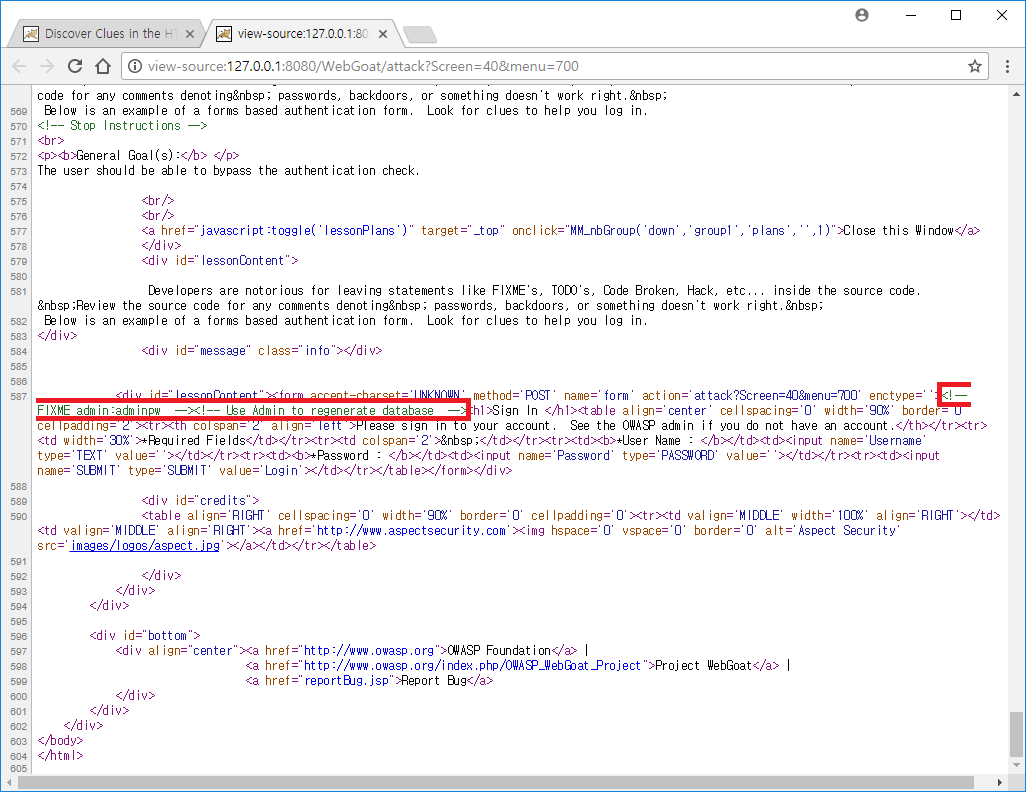 Discover Clues in the HT
view-source:127.0.0.1:80
view-source:127.0.0.1:8080/WebGoat/attack?Screen=40&menu=700
code for any comments denoting&nbsp; passwords, backdoors, or something doesn't work right.&nbsp;
569 Below is an example of a forms based authentication form.  Look for clues to help you log in.
570 <!-- Stop Instructions -->
571 <br>
572 <p><b>General Goal(s):</b> </p>
573 The user should be able to bypass the authentication check.
574
575 <br/>
576 <br/>
577 <a href="javascript:toggle('lessonPlans')" target="_top" onclick="MM_nbGroup('down','group1','plans','',1)">Close this Window</a>
578 </div>
579 <div id="lessonContent">
580
581 Developers are notorious for leaving statements like FIXME's, TODO's, Code Broken, Hack, etc... inside the source code.
&nbsp;Review the source code for any comments denoting&nbsp; passwords, backdoors, or something doesn't work right.&nbsp;
582 Below is an example of a forms based authentication form.  Look for clues to help you log in.
583 </div>
584 <div id="message" class="info"></div>
585
586
587 <div id="lessonContent"><form accept-charset='UNKNOWN' method='POST' name='form' action='attack?Screen=40&menu=700' enctype=''><!--
FIXME admin:adminpw  --><!-- Use Admin to regenerate database  --><h1>Sign In </h1><table align='center' cellspacing='0' width='90%' border='0'
cellpadding='2'><tr><th colspan='2' align='left'>Please sign in to your account.  See the OWASP admin if you do not have an account.</th></tr><tr>
<td width='30%'>*Required Fields</td></tr><tr><td colspan='2'>&nbsp;</td></tr><tr><td><b>*User Name : </b></td><td><input name='Username'
type='TEXT' value=''></td></tr><tr><td><b>*Password : </b></td><td><input name='Password' type='PASSWORD' value=''></td></tr><tr><td><input
name='SUBMIT' type='SUBMIT' value='Login'></td></tr></table></form></div>
588
589 <div id="credits">
590 <table align='RIGHT' cellspacing='0' width='90%' border='0' cellpadding='0'><tr><td valign='MIDDLE' width='100%' align='RIGHT'></td>
<td valign='MIDDLE' align='RIGHT'><a href='http://www.aspectsecurity.com'><img hspace='0' vspace='0' border='0' alt='Aspect Security'
src='images/logos/aspect.jpg'></a></td></tr></table>
591
592 </div>
593 </div>
594 </div>
595
596 <div id="bottom">
597 <div align="center"><a href="http://www.owasp.org">OWASP Foundation</a> |
598 <a href="http://www.owasp.org/index.php/OWASP_WebGoat_Project">Project WebGoat</a> |
599 <a href="reportBug.jsp">Report Bug</a>
600 </div>
601 </div>
602 </div>
603 </body>
604 </html>
605